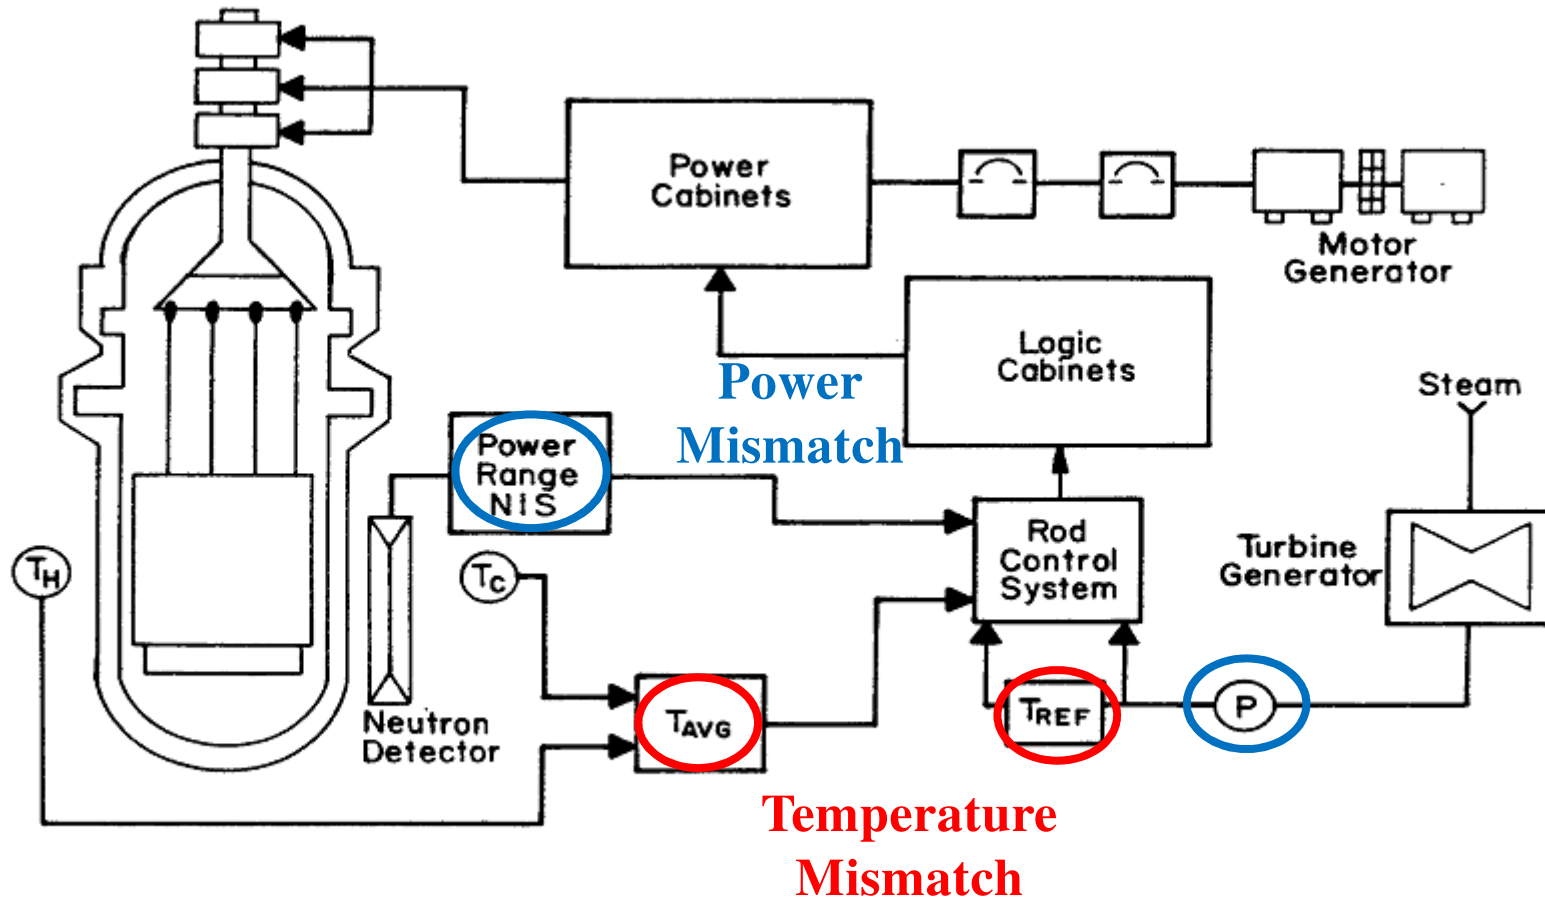 Power
Cabinets
Motor
Generator
Logic
Cabinets
Power
Mismatch
Steam
Power
Range
NIS
Rod
Control
System
Turbine
Generator
TH
TC
Neutron
Detector
TAVG
TREF
P
Temperature
Mismatch